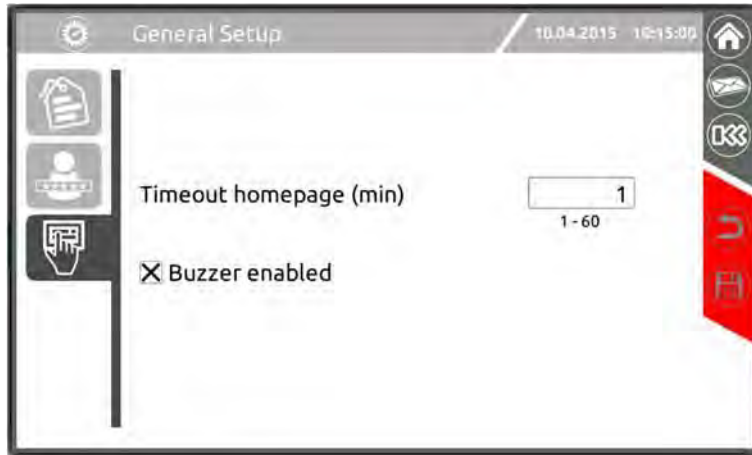 General Setup
10.04.2015 10:15:00
Timeout homepage (min)
1
1 - 60
Buzzer enabled